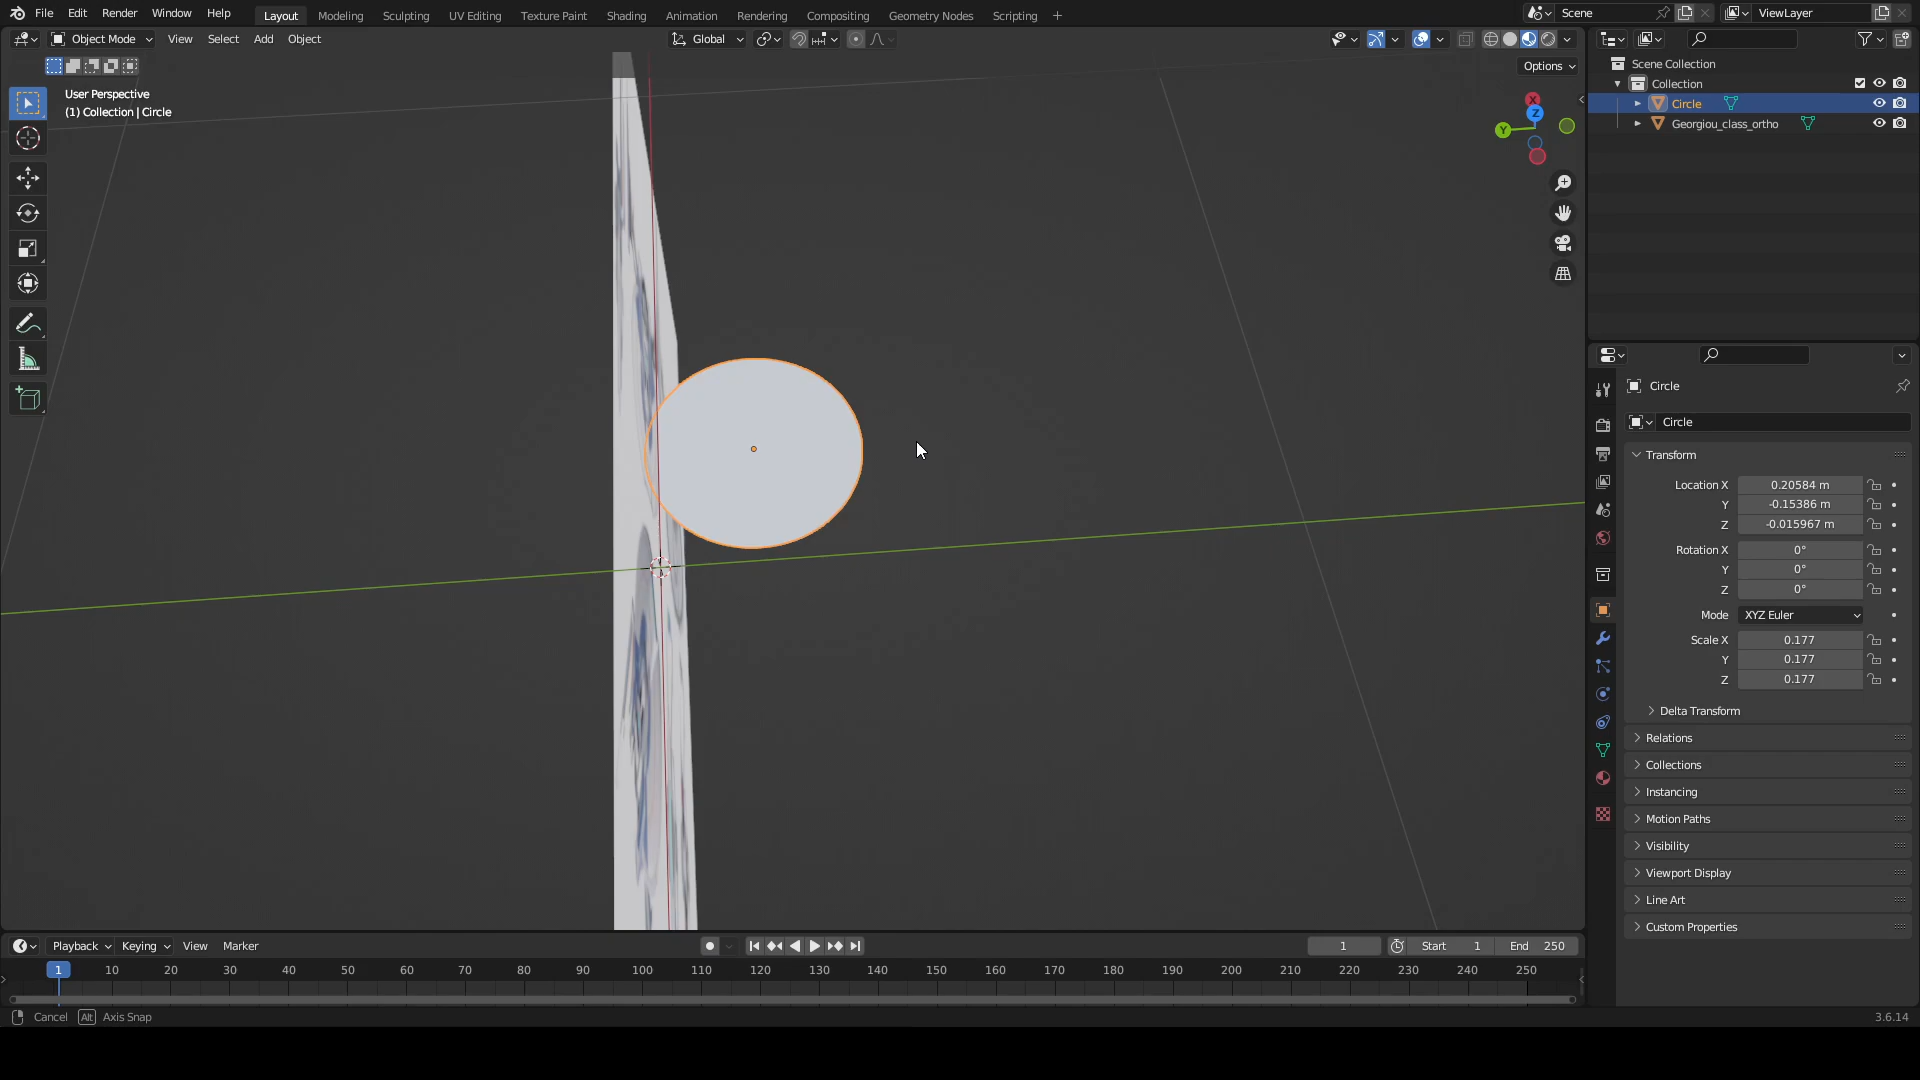 File Edit Render Window Help Layout Modeling Sculpting UV Editing Texture Paint Shading Animation Rendering Compositing Geometry Nodes Scripting + Scene ViewLayer
Object Mode View Select Add Object Global
Options
User Perspective
(1) Collection | Circle
X
Z
Y
Scene Collection
Collection
Circle
Georgiou_class_ortho
Circle
Circle
Transform
Location X 0.20584 m
Y -0.15386 m
Z -0.015967 m
Rotation X 0°
Y 0°
Z 0°
Mode XYZ Euler
Scale X 0.177
Y 0.177
Z 0.177
Delta Transform
Relations
Collections
Instancing
Motion Paths
Visibility
Viewport Display
Line Art
Custom Properties
Playback Keying View Marker 1 Start 1 End 250
1 10 20 30 40 50 60 70 80 90 100 110 120 130 140 150 160 170 180 190 200 210 220 230 240 250
Cancel Alt Axis Snap 3.6.14